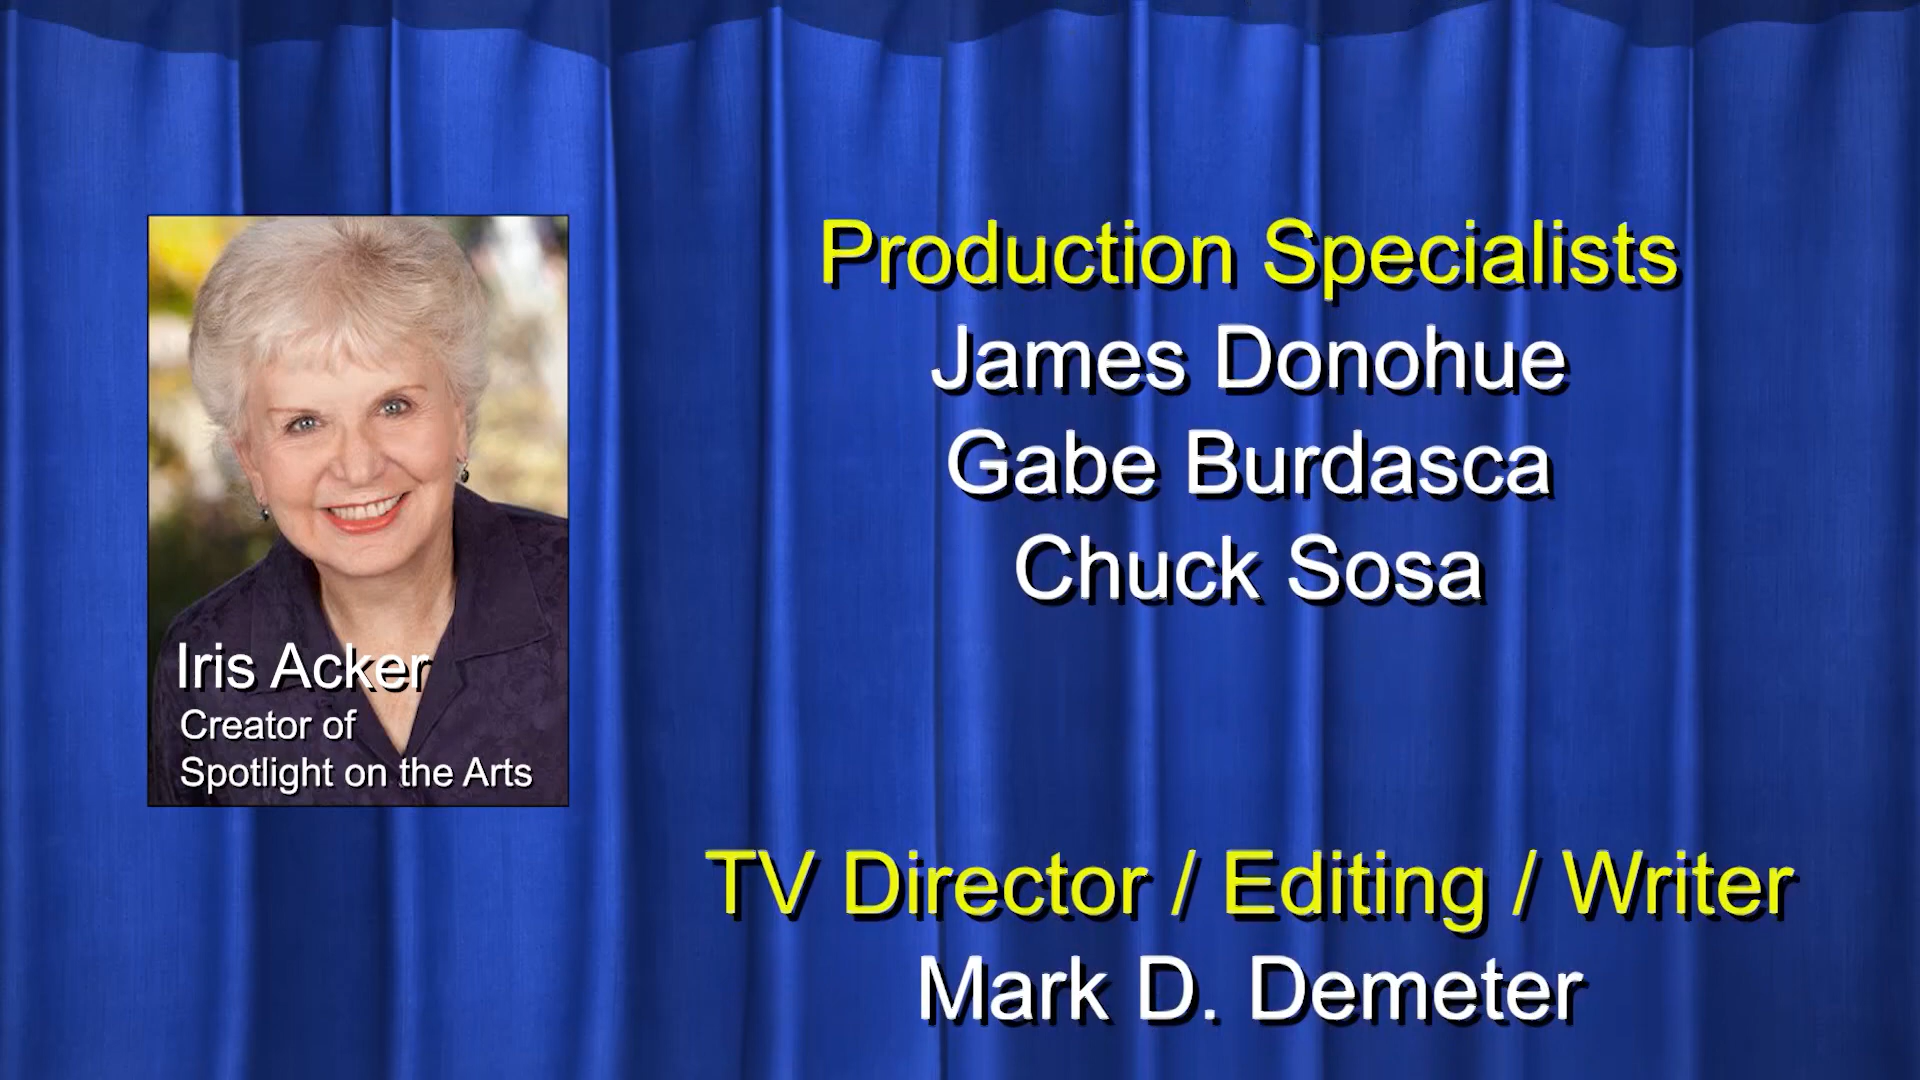 Iris Acker
Creator of
Spotlight on the Arts
Production Specialists
James Donohue
Gabe Burdasca
Chuck Sosa
TV Director / Editing / Writer
Mark D. Demeter